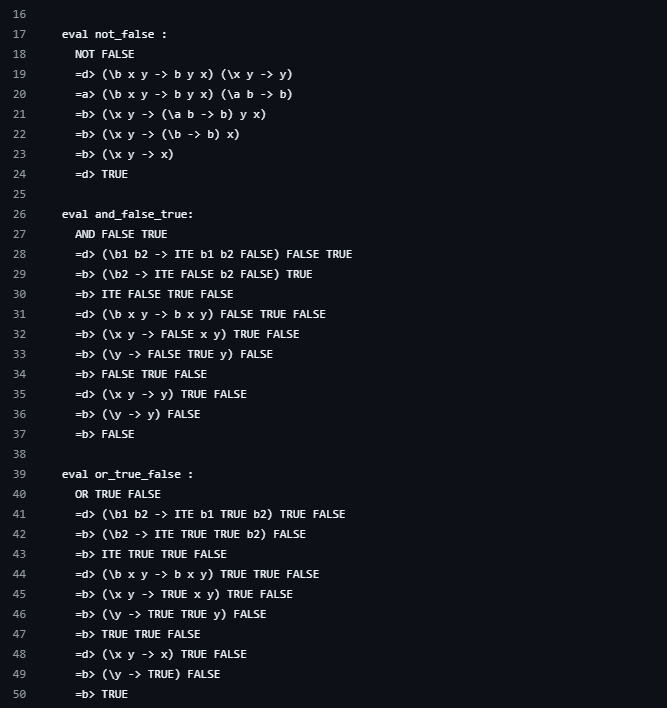 16
17 eval not_false :
18 NOT FALSE
19 =d> (\b x y -> b y x) (\x y -> y)
20 =a> (\b x y -> b y x) (\a b -> b)
21 =b> (\x y -> (\a b -> b) y x)
22 =b> (\x y -> (\b -> b) x)
23 =b> (\x y -> x)
24 =d> TRUE
25
26 eval and_false_true:
27 AND FALSE TRUE
28 =d> (\b1 b2 -> ITE b1 b2 FALSE) FALSE TRUE
29 =b> (\b2 -> ITE FALSE b2 FALSE) TRUE
30 =b> ITE FALSE TRUE FALSE
31 =d> (\b x y -> b x y) FALSE TRUE FALSE
32 =b> (\x y -> FALSE x y) TRUE FALSE
33 =b> (\y -> FALSE TRUE y) FALSE
34 =b> FALSE TRUE FALSE
35 =d> (\x y -> y) TRUE FALSE
36 =b> (\y -> y) FALSE
37 =b> FALSE
38
39 eval or_true_false :
40 OR TRUE FALSE
41 =d> (\b1 b2 -> ITE b1 TRUE b2) TRUE FALSE
42 =b> (\b2 -> ITE TRUE TRUE b2) FALSE
43 =b> ITE TRUE TRUE FALSE
44 =d> (\b x y -> b x y) TRUE TRUE FALSE
45 =b> (\x y -> TRUE x y) TRUE FALSE
46 =b> (\y -> TRUE TRUE y) FALSE
47 =b> TRUE TRUE FALSE
48 =d> (\x y -> x) TRUE FALSE
49 =b> (\y -> TRUE) FALSE
50 =b> TRUE